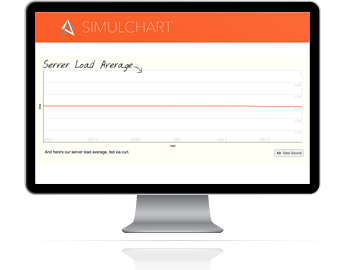 SIMULCHART
Server Load Average
And here's our server load average, fed via curl.
View Source